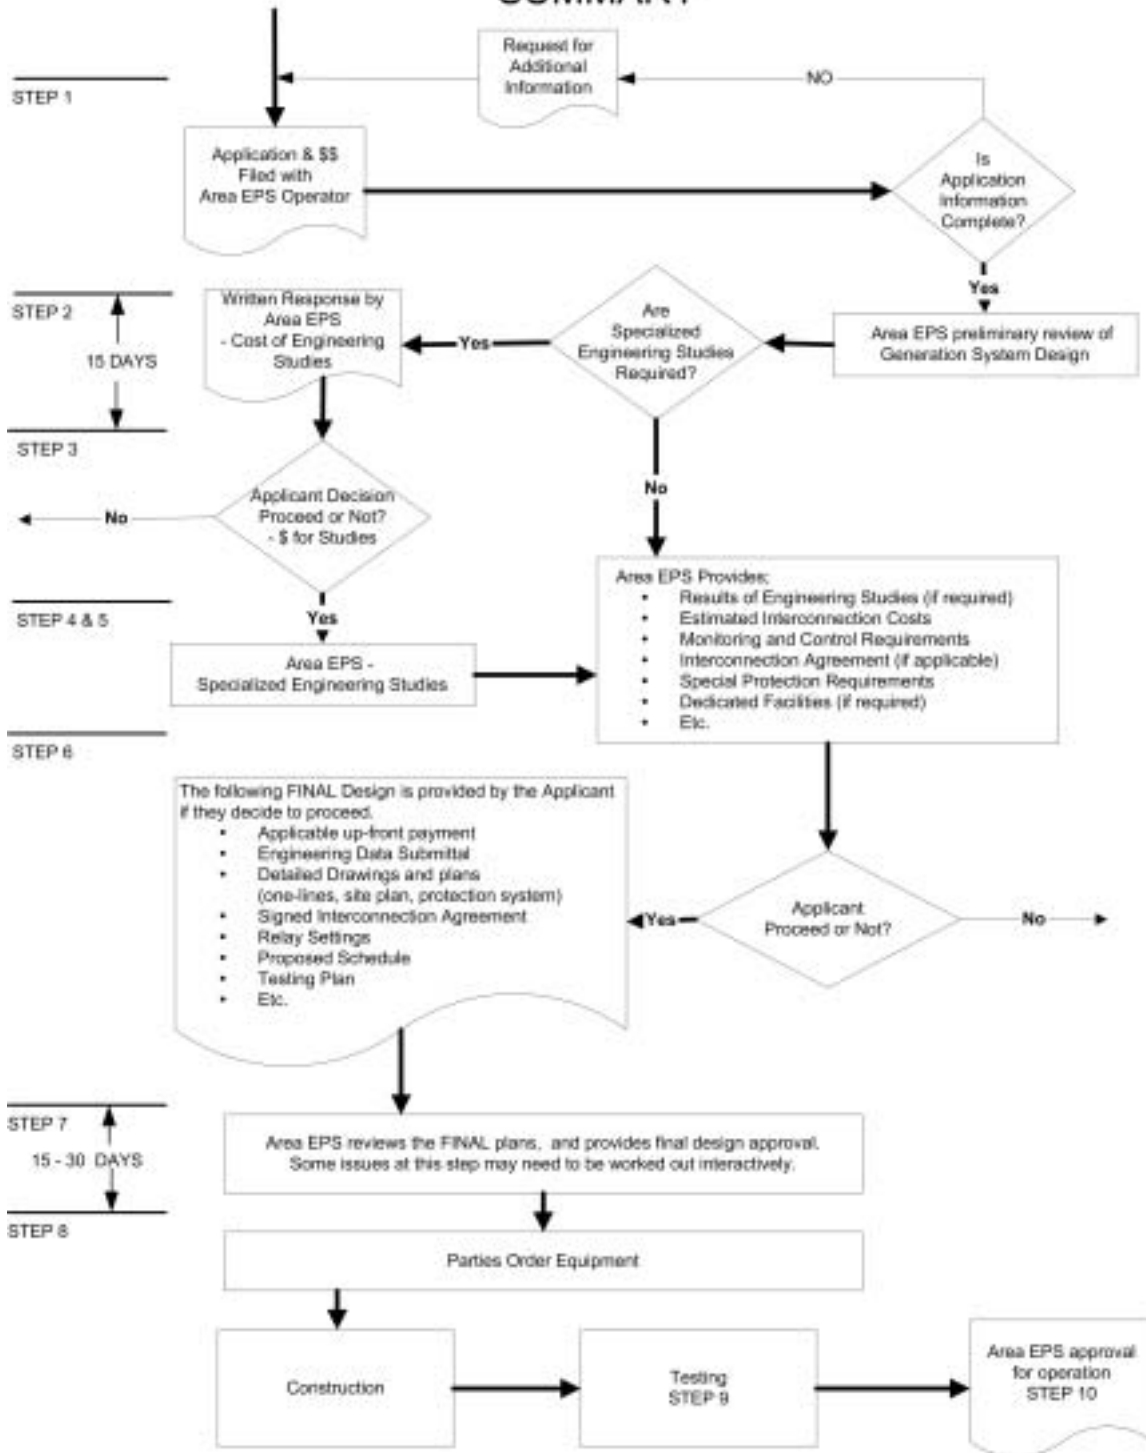 SUMMARY
Request for
Additional
Information
NO
STEP 1
Application & $$
Filed with
Area EPS Operator
Is
Application
Information
Complete?
Yes
STEP 2
15 DAYS
Written Response by
Area EPS
- Cost of Engineering
Studies
Yes
Are
Specialized
Engineering Studies
Required?
Area EPS preliminary review of
Generation System Design
STEP 3
No
Applicant Decision
Proceed or Not?
- $ for Studies
No
Yes
STEP 4 & 5
Area EPS -
Specialized Engineering Studies
Area EPS Provides;
• Results of Engineering Studies (if required)
• Estimated Interconnection Costs
• Monitoring and Control Requirements
• Interconnection Agreement (if applicable)
• Special Protection Requirements
• Dedicated Facilities (if required)
• Etc.
STEP 6
The following FINAL Design is provided by the Applicant
if they decide to proceed.
• Applicable up-front payment
• Engineering Data Submittal
• Detailed Drawings and plans
(one-lines, site plan, protection system)
• Signed Interconnection Agreement
• Relay Settings
• Proposed Schedule
• Testing Plan
• Etc.
Yes
Applicant
Proceed or Not?
No
STEP 7
15 - 30 DAYS
Area EPS reviews the FINAL plans, and provides final design approval.
Some issues at this step may need to be worked out interactively.
STEP 8
Parties Order Equipment
Construction
Testing
STEP 9
Area EPS approval
for operation
STEP 10